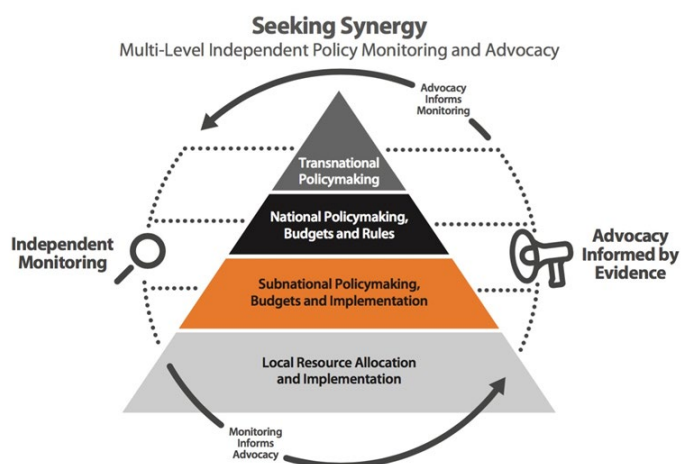 Seeking Synergy
Multi-Level Independent Policy Monitoring and Advocacy
Advocacy
Informs
Monitoring
Transnational
Policymaking
National Policymaking,
Budgets and Rules
Independent
Monitoring
Advocacy
Informed by
Evidence
Subnational Policymaking,
Budgets and Implementation
Local Resource Allocation
and Implementation
Monitoring
Informs
Advocacy